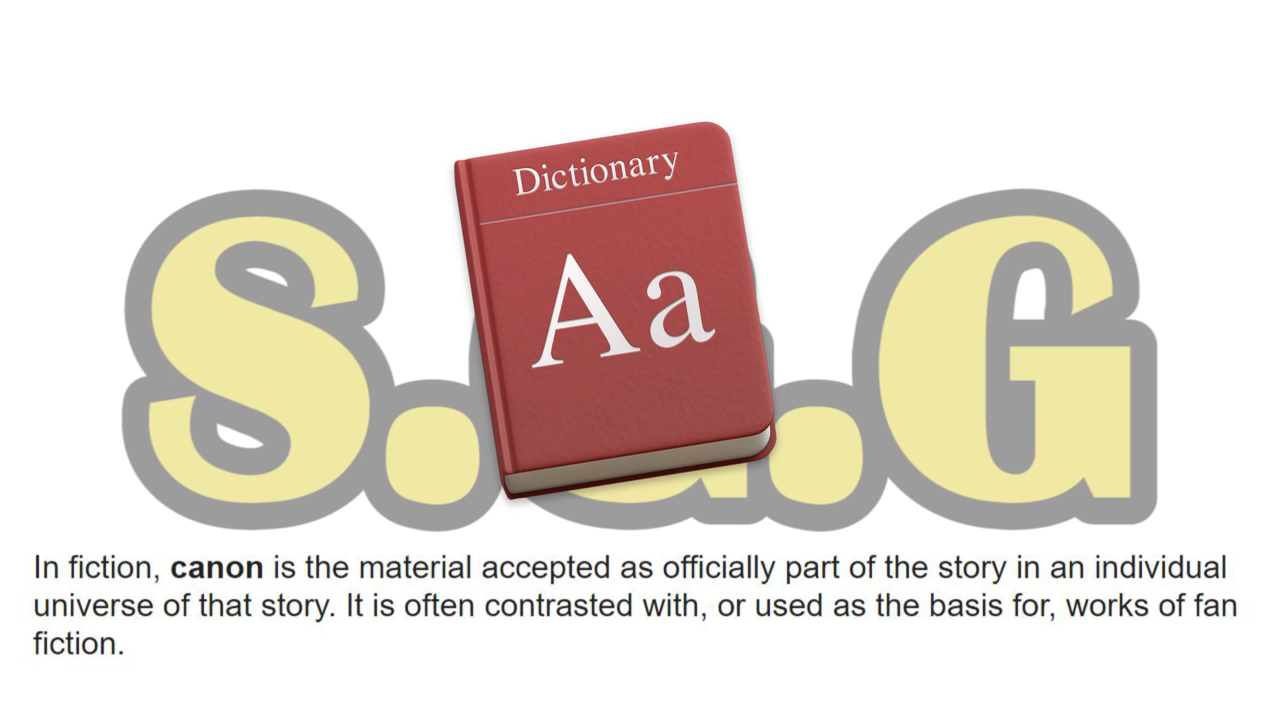 Dictionary
Aa
S.G.G
In fiction, canon is the material accepted as officially part of the story in an individual
universe of that story. It is often contrasted with, or used as the basis for, works of fan
fiction.